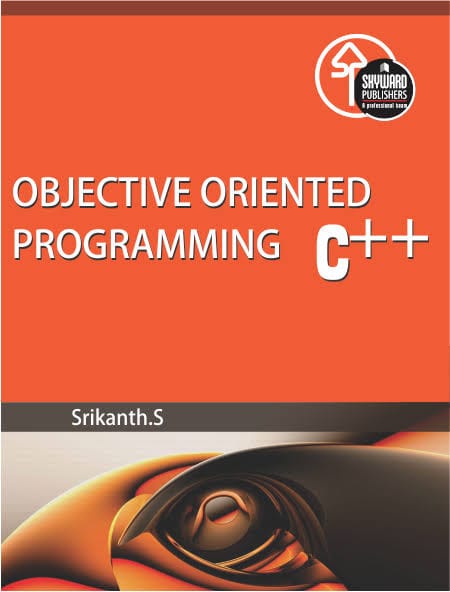 SKYWARD
PUBLISHERS
A professional team
OBJECTIVE ORIENTED
PROGRAMMING C++
Srikanth.S